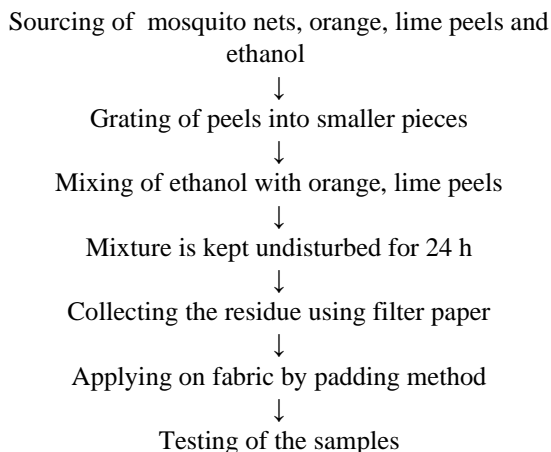 Sourcing of mosquito nets, orange, lime peels and
ethanol
↓
Grating of peels into smaller pieces
↓
Mixing of ethanol with orange, lime peels
↓
Mixture is kept undisturbed for 24 h
↓
Collecting the residue using filter paper
↓
Applying on fabric by padding method
↓
Testing of the samples